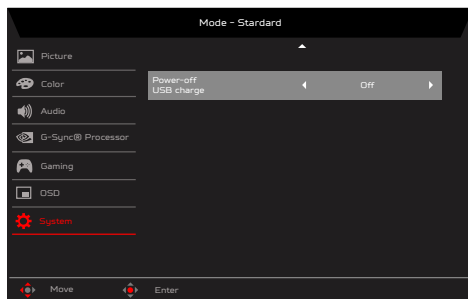 Mode - Stardard
Picture
Color
Power-off
USB charge
Off
Audio
G-Sync® Processor
Gaming
OSD
System
Move
Enter